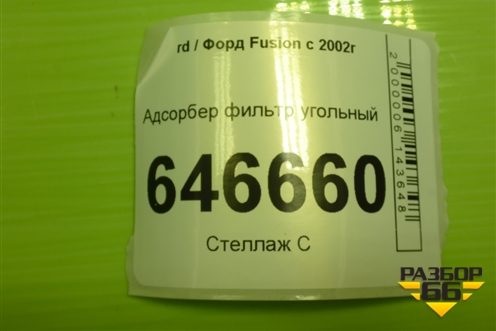 rd / Форд Fusion с 2002г
Адсорбер фильтр угольный
646660
Стеллаж С
2000006143648
РАЗБОР
66